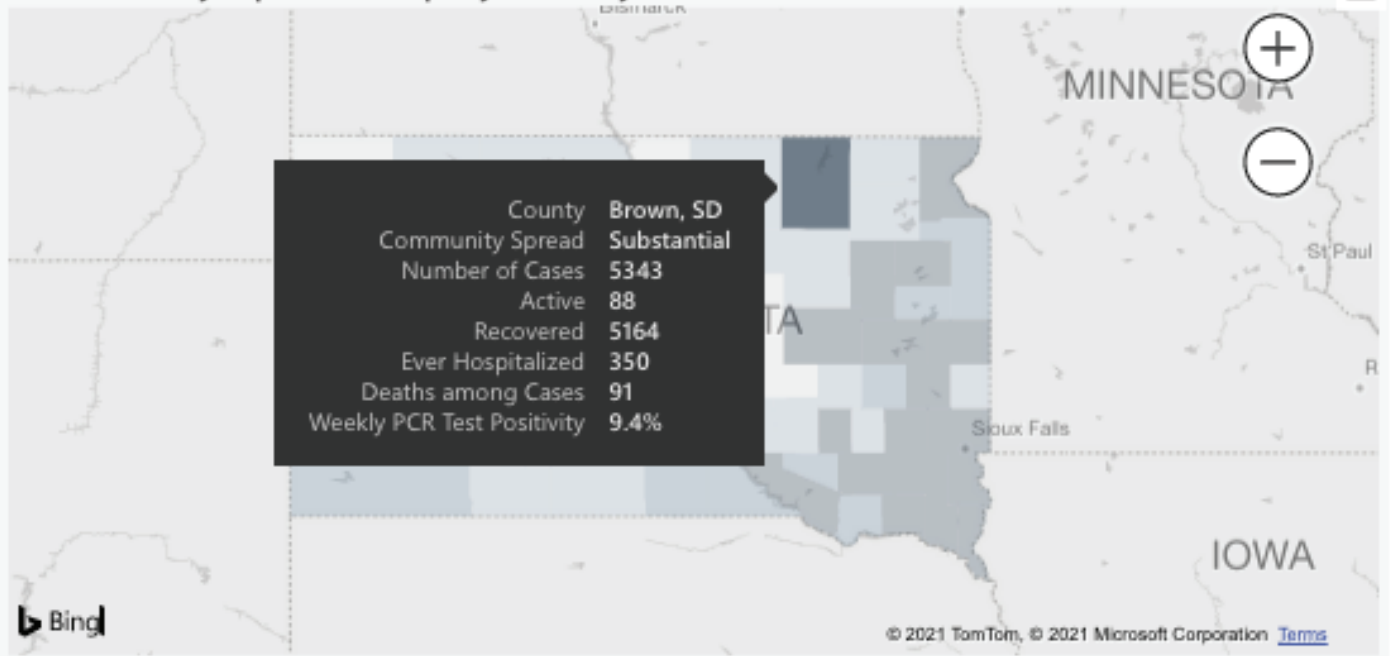 Bismarck
MINNESOTA
County Brown, SD
Community Spread Substantial
Number of Cases 5343
Active 88
Recovered 5164
Ever Hospitalized 350
Deaths among Cases 91
Weekly PCR Test Positivity 9.4%
St Paul
TA
R
Sioux Falls
IOWA
Bing
© 2021 TomTom, © 2021 Microsoft Corporation Terms